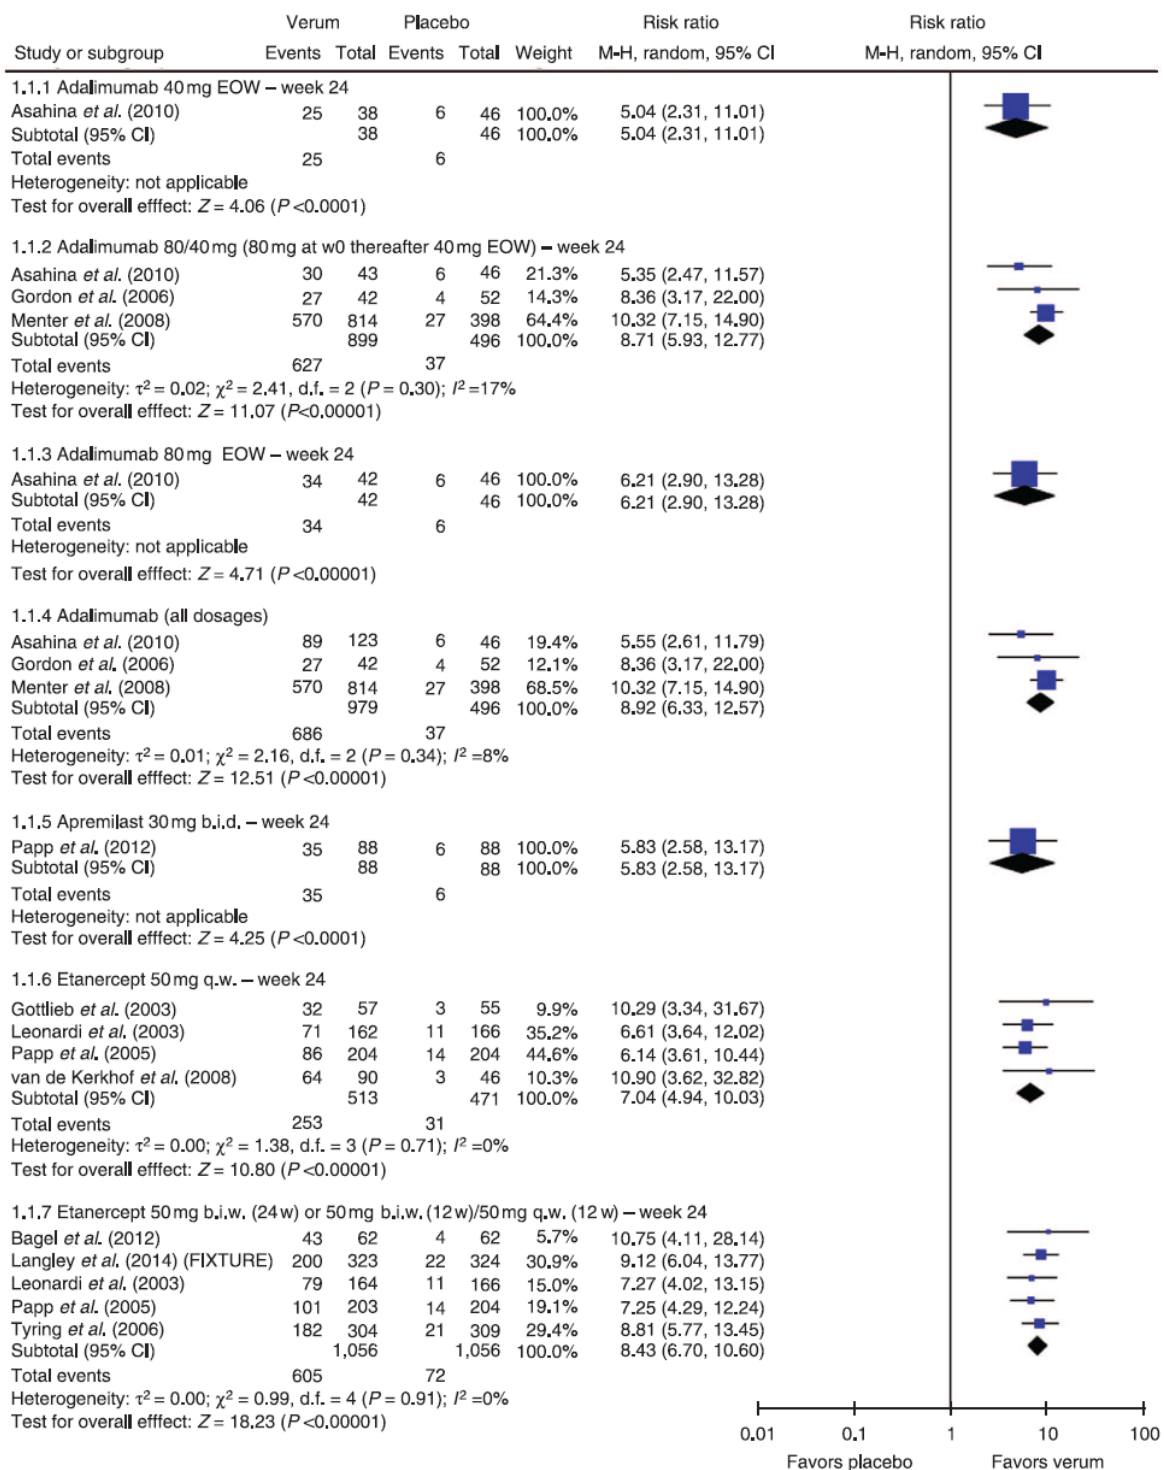 Verum Placebo Risk ratio Risk ratio
Study or subgroup Events Total Events Total Weight M-H, random, 95% CI M-H, random, 95% CI
1.1.1 Adalimumab 40 mg EOW – week 24
Asahina et al. (2010) 25 38 6 46 100.0% 5.04 (2.31, 11.01)
Subtotal (95% CI) 38 46 100.0% 5.04 (2.31, 11.01)
Total events 25 6
Heterogeneity: not applicable
Test for overall efffect: Z = 4.06 (P <0.0001)
1.1.2 Adalimumab 80/40 mg (80 mg at w0 thereafter 40 mg EOW) – week 24
Asahina et al. (2010) 30 43 6 46 21.3% 5.35 (2.47, 11.57)
Gordon et al. (2006) 27 42 4 52 14.3% 8.36 (3.17, 22.00)
Menter et al. (2008) 570 814 27 398 64.4% 10.32 (7.15, 14.90)
Subtotal (95% CI) 899 496 100.0% 8.71 (5.93, 12.77)
Total events 627 37
Heterogeneity: τ² = 0.02; χ² = 2.41, d.f. = 2 (P = 0.30); I² =17%
Test for overall efffect: Z = 11.07 (P<0.00001)
1.1.3 Adalimumab 80 mg EOW – week 24
Asahina et al. (2010) 34 42 6 46 100.0% 6.21 (2.90, 13.28)
Subtotal (95% CI) 42 46 100.0% 6.21 (2.90, 13.28)
Total events 34 6
Heterogeneity: not applicable
Test for overall efffect: Z = 4.71 (P <0.00001)
1.1.4 Adalimumab (all dosages)
Asahina et al. (2010) 89 123 6 46 19.4% 5.55 (2.61, 11.79)
Gordon et al. (2006) 27 42 4 52 12.1% 8.36 (3.17, 22.00)
Menter et al. (2008) 570 814 27 398 68.5% 10.32 (7.15, 14.90)
Subtotal (95% CI) 979 496 100.0% 8.92 (6.33, 12.57)
Total events 686 37
Heterogeneity: τ² = 0.01; χ² = 2.16, d.f. = 2 (P = 0.34); I² =8%
Test for overall efffect: Z = 12.51 (P <0.00001)
1.1.5 Apremilast 30 mg b.i.d. – week 24
Papp et al. (2012) 35 88 6 88 100.0% 5.83 (2.58, 13.17)
Subtotal (95% CI) 88 88 100.0% 5.83 (2.58, 13.17)
Total events 35 6
Heterogeneity: not applicable
Test for overall efffect: Z = 4.25 (P <0.0001)
1.1.6 Etanercept 50 mg q.w. – week 24
Gottlieb et al. (2003) 32 57 3 55 9.9% 10.29 (3.34, 31.67)
Leonardi et al. (2003) 71 162 11 166 35.2% 6.61 (3.64, 12.02)
Papp et al. (2005) 86 204 14 204 44.6% 6.14 (3.61, 10.44)
van de Kerkhof et al. (2008) 64 90 3 46 10.3% 10.90 (3.62, 32.82)
Subtotal (95% CI) 513 471 100.0% 7.04 (4.94, 10.03)
Total events 253 31
Heterogeneity: τ² = 0.00; χ² = 1.38, d.f. = 3 (P = 0.71); I² =0%
Test for overall efffect: Z = 10.80 (P <0.00001)
1.1.7 Etanercept 50 mg b.i.w. (24 w) or 50 mg b.i.w. (12 w)/50 mg q.w. (12 w) – week 24
Bagel et al. (2012) 43 62 4 62 5.7% 10.75 (4.11, 28.14)
Langley et al. (2014) (FIXTURE) 200 323 22 324 30.9% 9.12 (6.04, 13.77)
Leonardi et al. (2003) 79 164 11 166 15.0% 7.27 (4.02, 13.15)
Papp et al. (2005) 101 203 14 204 19.1% 7.25 (4.29, 12.24)
Tyring et al. (2006) 182 304 21 309 29.4% 8.81 (5.77, 13.45)
Subtotal (95% CI) 1,056 1,056 100.0% 8.43 (6.70, 10.60)
Total events 605 72
Heterogeneity: τ² = 0.00; χ² = 0.99, d.f. = 4 (P = 0.91); I² =0%
Test for overall efffect: Z = 18.23 (P <0.00001)
0.01 0.1 1 10 100
Favors placebo Favors verum